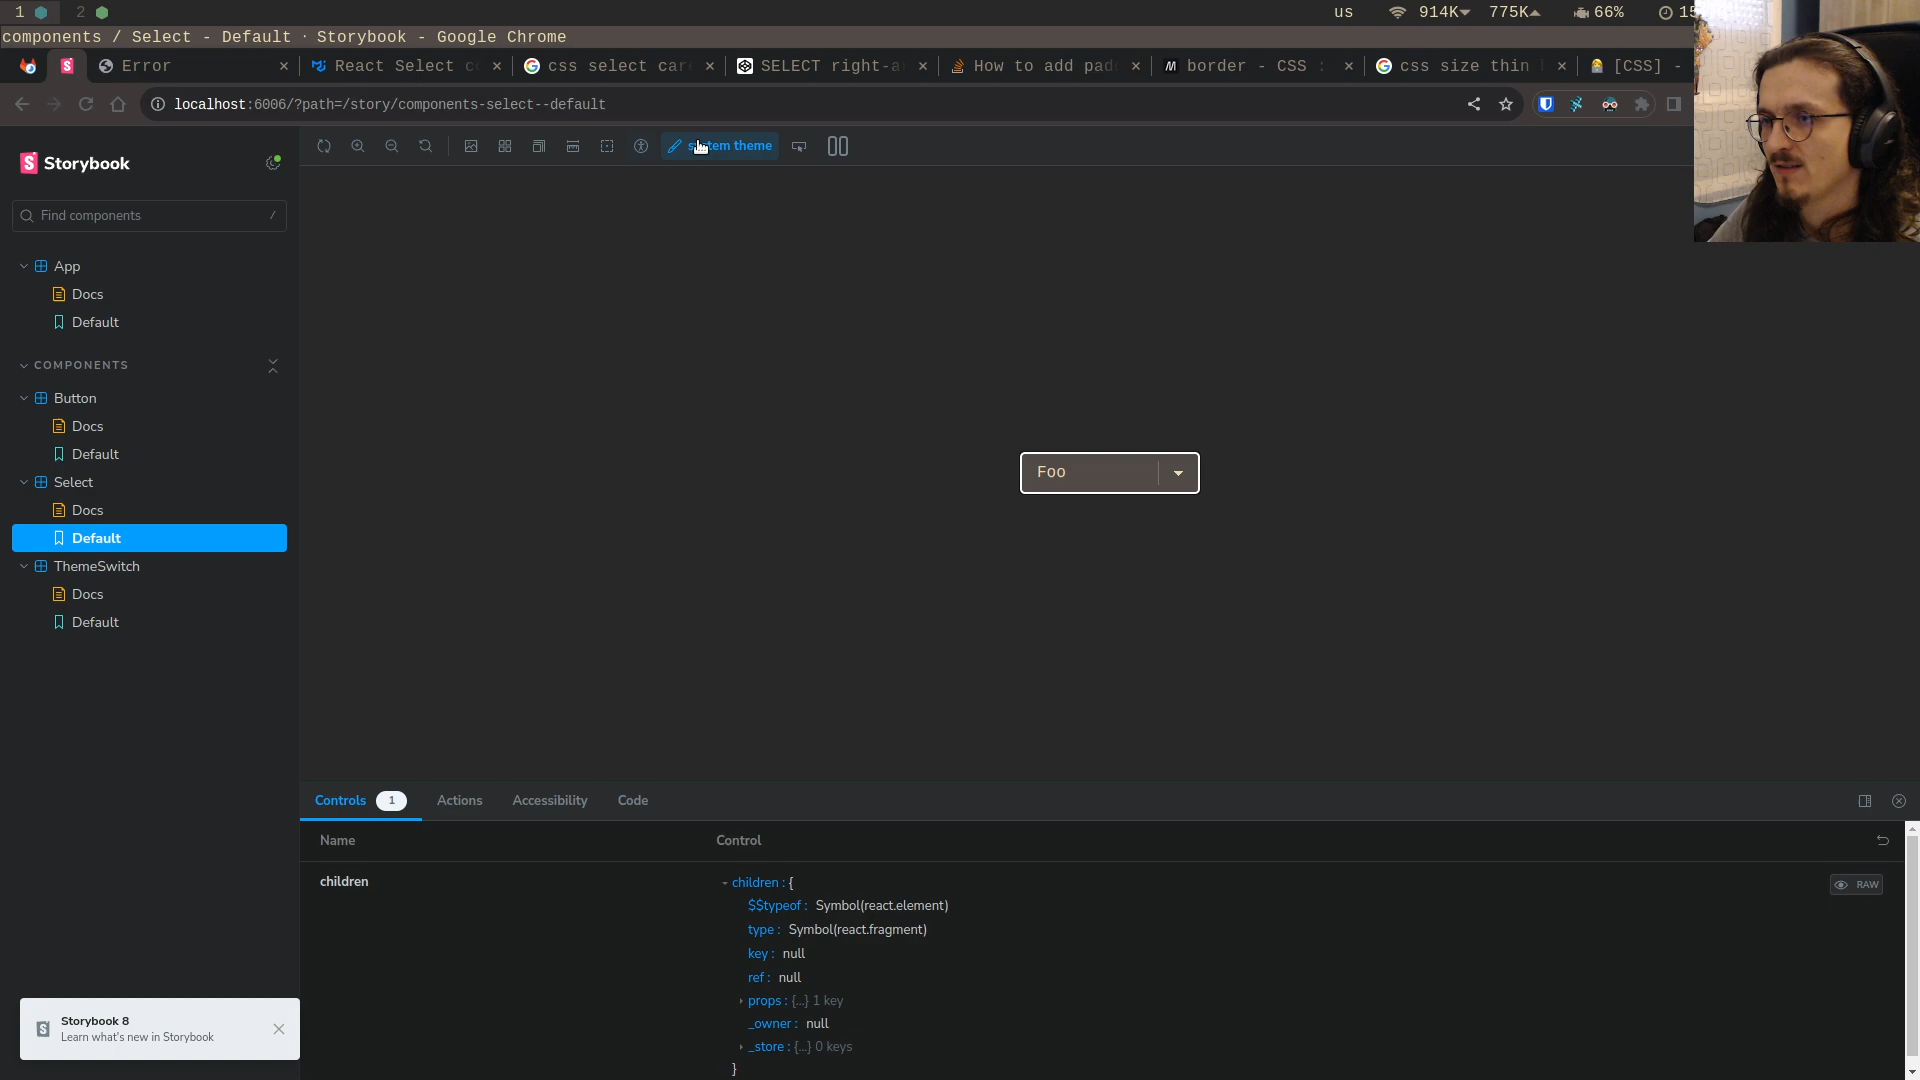 1 2 us 914K 775K 66% 15
components / Select - Default · Storybook - Google Chrome
Error React Select c css select car SELECT right-a How to add pad border - CSS : css size thin [CSS] -
localhost:6006/?path=/story/components-select--default
Storybook
tem theme
Find components /
App
Docs
Default
COMPONENTS
Button
Docs
Default
Foo
Select
Docs
Default
ThemeSwitch
Docs
Default
Controls 1 Actions Accessibility Code
Name Control
children
children : {
RAW
$$typeof : Symbol(react.element)
type : Symbol(react.fragment)
key : null
ref : null
props : {...} 1 key
_owner : null
_store : {...} 0 keys
}
Storybook 8
Learn what's new in Storybook